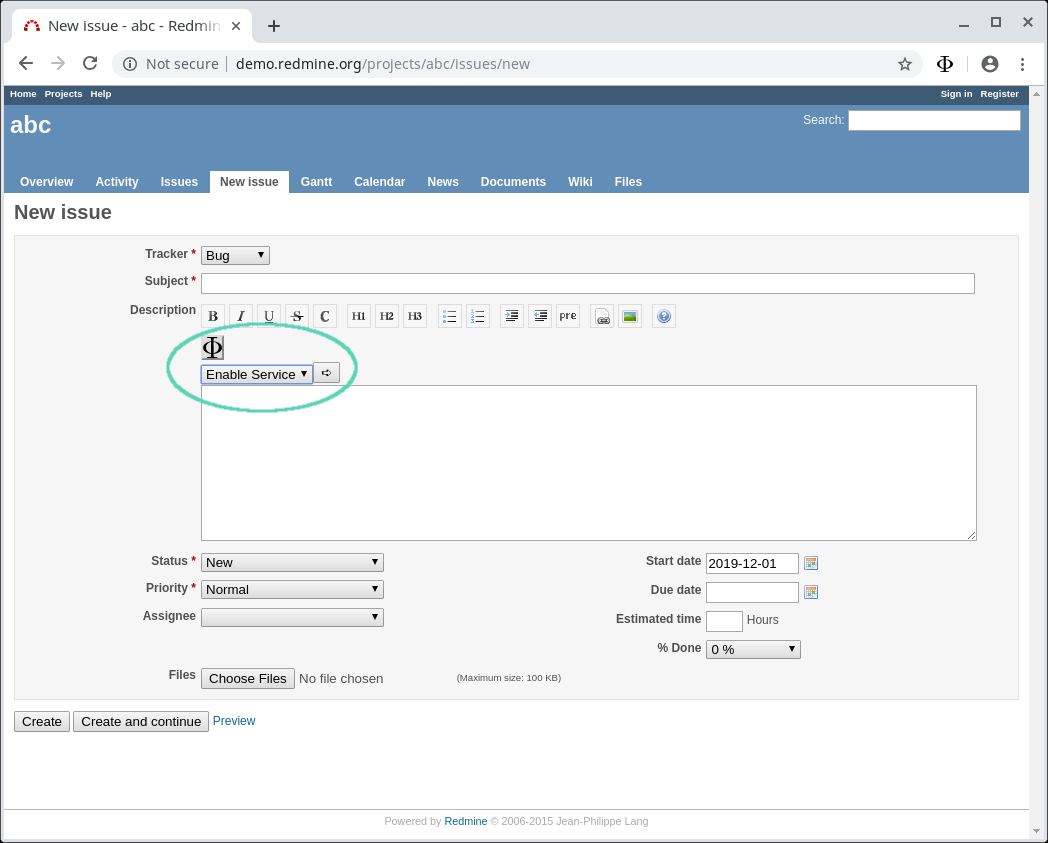 New issue - abc - Redmin
Not secure demo.redmine.org/projects/abc/issues/new Φ
Home Projects Help Sign in Register
abc Search:
Overview Activity Issues New issue Gantt Calendar News Documents Wiki Files
New issue
Tracker * Bug
Subject *
Description B I U S C H1 H2 H3 pre ?
Φ
Enable Service
Status * New Start date 2019-12-01
Priority * Normal Due date
Assignee Estimated time Hours
% Done 0 %
Files Choose Files No file chosen (Maximum size: 100 KB)
Create Create and continue Preview
Powered by Redmine © 2006-2015 Jean-Philippe Lang